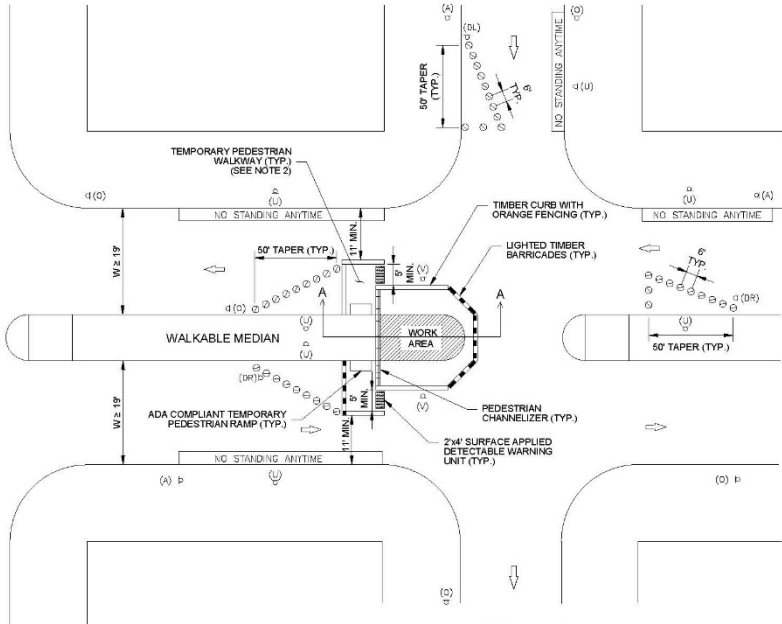 (A)
(DL)
50' TAPER
(TYP.)
6'
TYP.
NO STANDING ANYTIME
(U)
TEMPORARY PEDESTRIAN
WALKWAY (TYP.)
(SEE NOTE 2)
(O)
(U)
NO STANDING ANYTIME
TIMBER CURB WITH
ORANGE FENCING (TYP.)
(U)
(A)
NO STANDING ANYTIME
W ≥ 19'
50' TAPER (TYP.)
11' MIN.
5'
MIN.
(V)
LIGHTED TIMBER
BARRICADES (TYP.)
6'
TYP.
(O)
A
A
(DR)
WALKABLE MEDIAN
(U)
(U)
WORK
AREA
(U)
50' TAPER (TYP.)
(DR)
W ≥ 19'
ADA COMPLIANT TEMPORARY
PEDESTRIAN RAMP (TYP.)
5'
MIN.
(V)
PEDESTRIAN
CHANNELIZER (TYP.)
11' MIN.
2'x4' SURFACE APPLIED
DETECTABLE WARNING
UNIT (TYP.)
NO STANDING ANYTIME
(A)
(U)
(O)
(O)